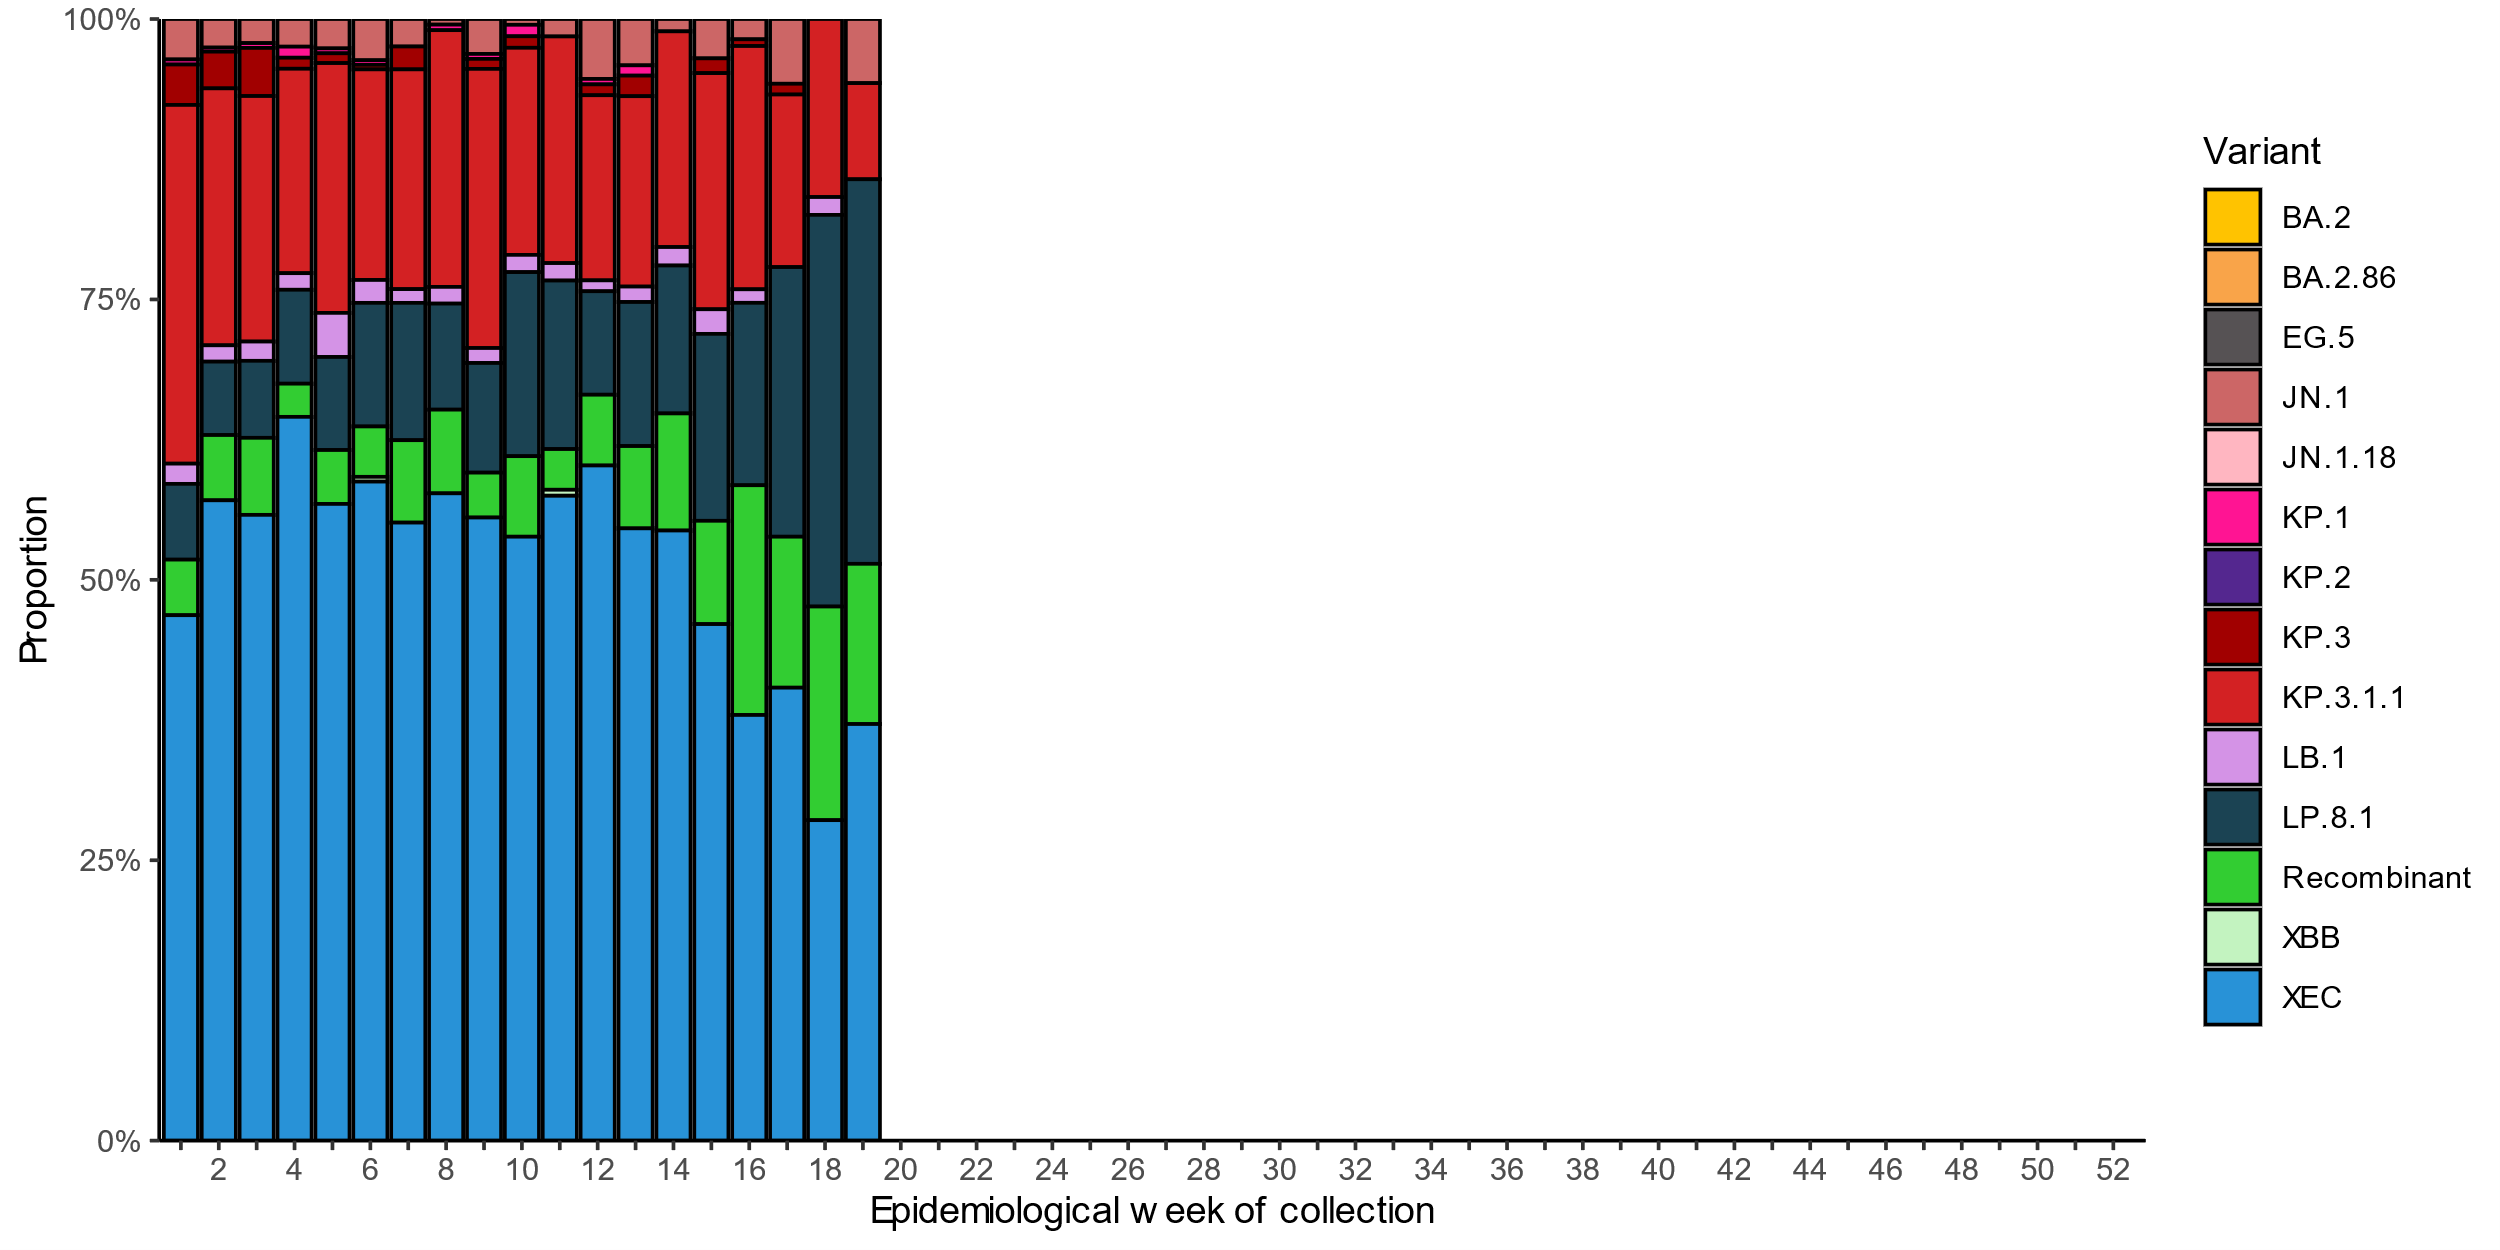 100%
75%
50%
25%
0%
Proportion
2 4 6 8 10 12 14 16 18 20 22 24 26 28 30 32 34 36 38 40 42 44 46 48 50 52
Epidemiological week of collection
Variant
BA.2
BA.2.86
EG.5
JN.1
JN.1.18
KP.1
KP.2
KP.3
KP.3.1.1
LB.1
LP.8.1
Recombinant
XBB
XEC